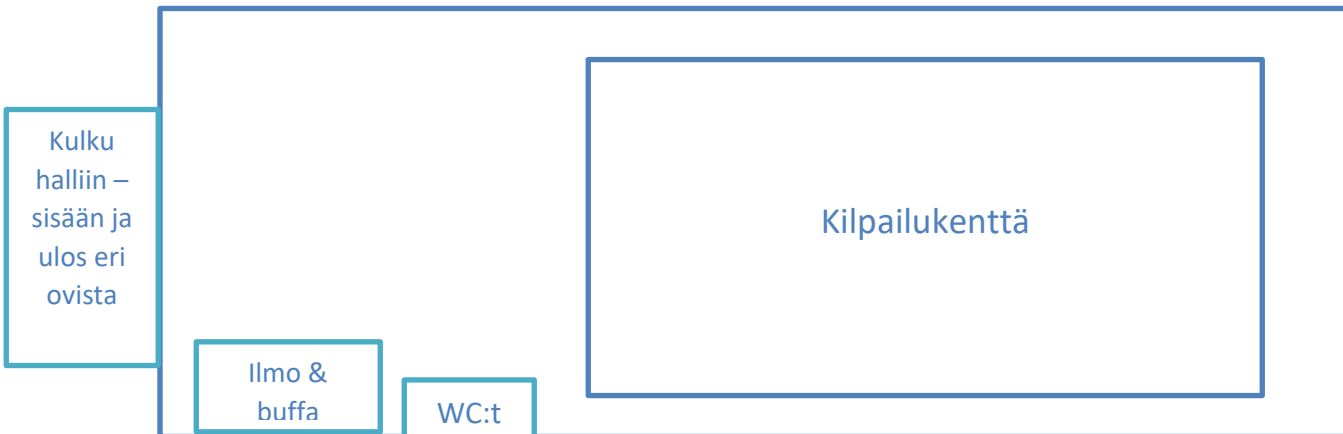 Kulku
halliin –
sisään ja
ulos eri
ovista
Kilpailukenttä
Ilmo &
buffa
WC:t